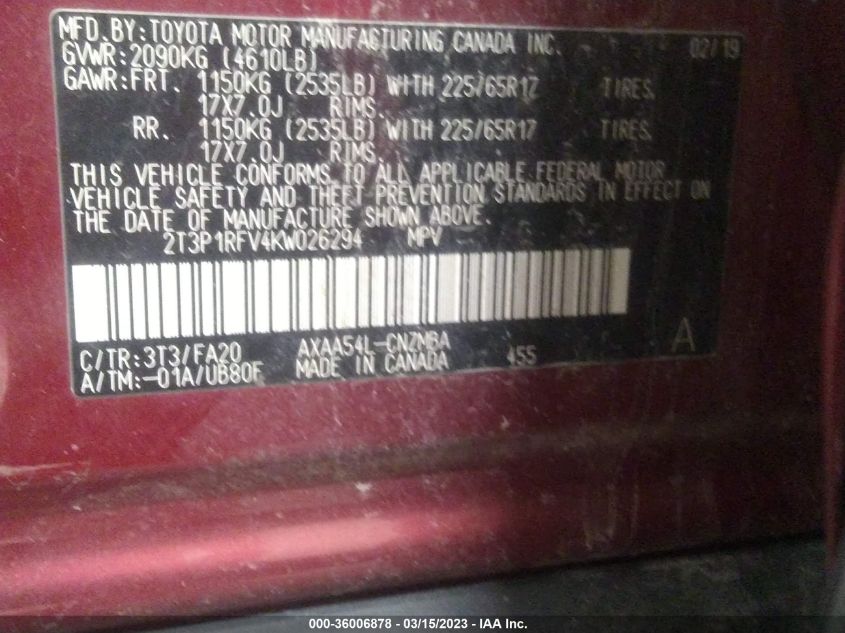 MFD.BY:TOYOTA MOTOR MANUFACTURING CANADA INC. 02/19
GVWR:2090KG (4610LB)
GAWR:FRT. 1150KG (2535LB) WITH 225/65R17 TIRES,
17X7.0J RIMS,
RR. 1150KG (2535LB) WITH 225/65R17 TIRES,
17X7.0J RIMS.
THIS VEHICLE CONFORMS TO ALL APPLICABLE FEDERAL MOTOR
VEHICLE SAFETY AND THEFT PREVENTION STANDARDS IN EFFECT ON
THE DATE OF MANUFACTURE SHOWN ABOVE.
2T3P1RFV4KW026294 MPV
C/TR:3T3/FA20 AXAA54L-CNZMBA 455 A
A/TM:-01A/UB80F MADE IN CANADA
000-36006878 - 03/15/2023 - IAA Inc.